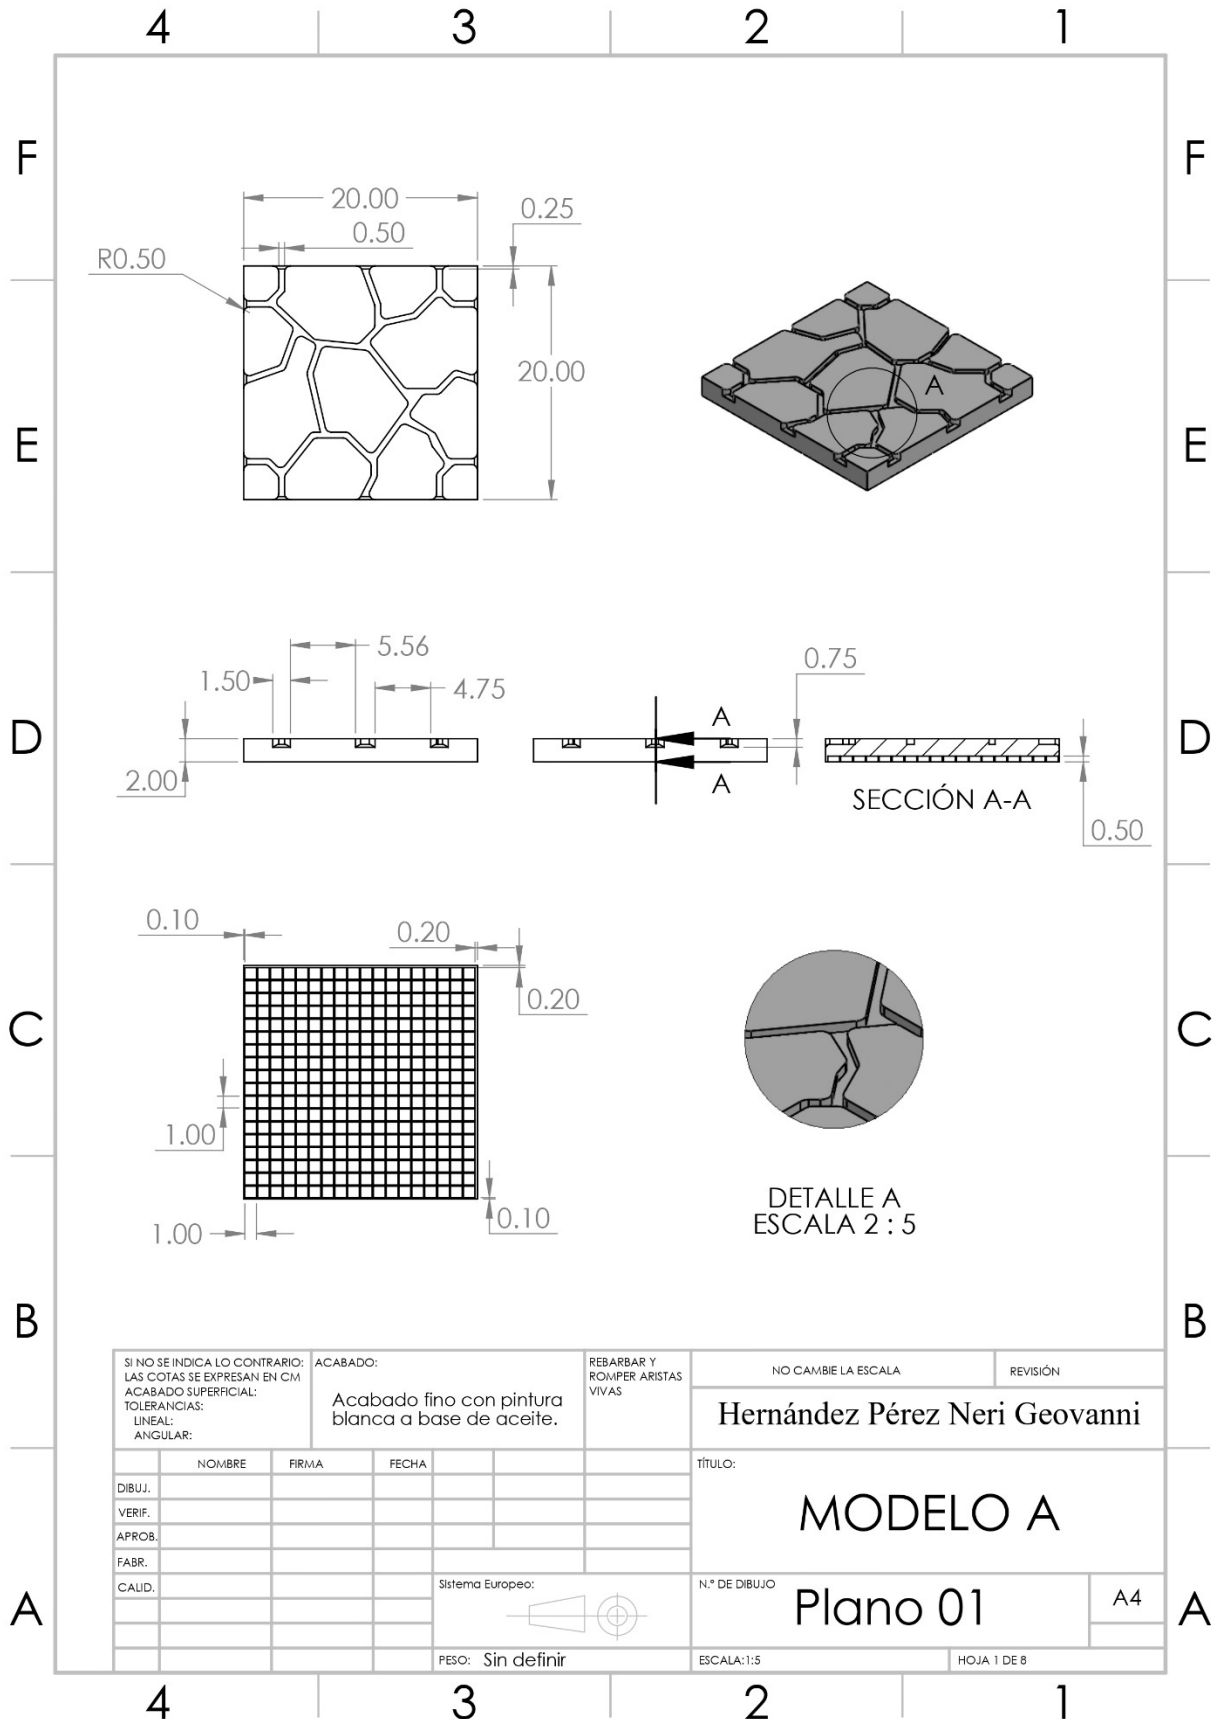 4 3 2 1
F F
20.00
0.25
0.50
R0.50
20.00
A
E E
5.56
0.75
1.50
4.75
A
D D
2.00
A
SECCIÓN A-A
0.50
0.10
0.20
0.20
C C
1.00
DETALLE A
ESCALA 2 : 5
0.10
1.00
B B
SI NO SE INDICA LO CONTRARIO:
LAS COTAS SE EXPRESAN EN CM
ACABADO SUPERFICIAL:
TOLERANCIAS:
LINEAL:
ANGULAR:
ACABADO:
Acabado fino con pintura
blanca a base de aceite.
REBARBAR Y
ROMPER ARISTAS
VIVAS
NO CAMBIE LA ESCALA
REVISIÓN
Hernández Pérez Neri Geovanni
NOMBRE FIRMA FECHA
DIBUJ.
VERIF.
APROB.
FABR.
CALID.
TÍTULO:
MODELO A
Sistema Europeo:
N.º DE DIBUJO
Plano 01
A4
A A
PESO: Sin definir
ESCALA:1:5
HOJA 1 DE 8
4 3 2 1